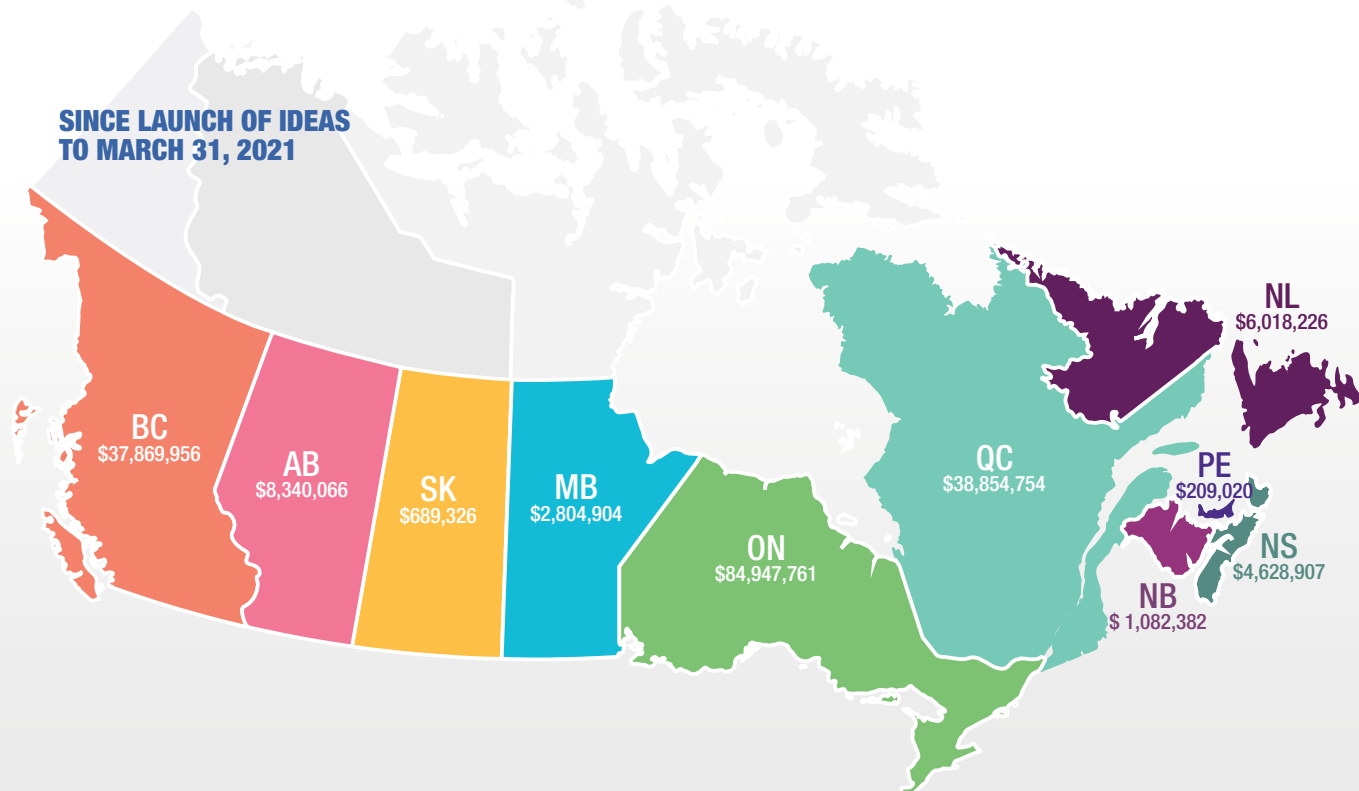 SINCE LAUNCH OF IDEAS
TO MARCH 31, 2021
BC
$37,869,956
AB
$8,340,066
SK
$689,326
MB
$2,804,904
ON
$84,947,761
QC
$38,854,754
NL
$6,018,226
PE
$209,020
NS
$4,628,907
NB
$ 1,082,382